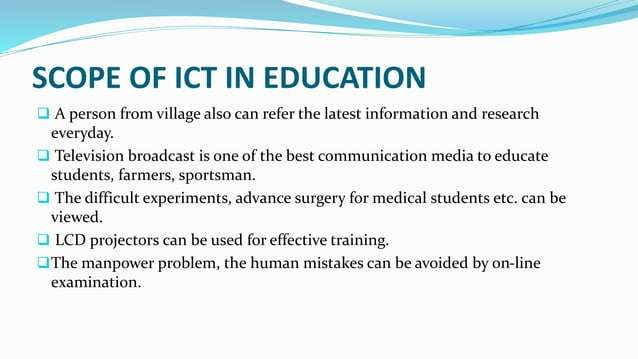 SCOPE OF ICT IN EDUCATION
A person from village also can refer the latest information and research
everyday.
Television broadcast is one of the best communication media to educate
students, farmers, sportsman.
The difficult experiments, advance surgery for medical students etc. can be
viewed.
LCD projectors can be used for effective training.
The manpower problem, the human mistakes can be avoided by on-line
examination.